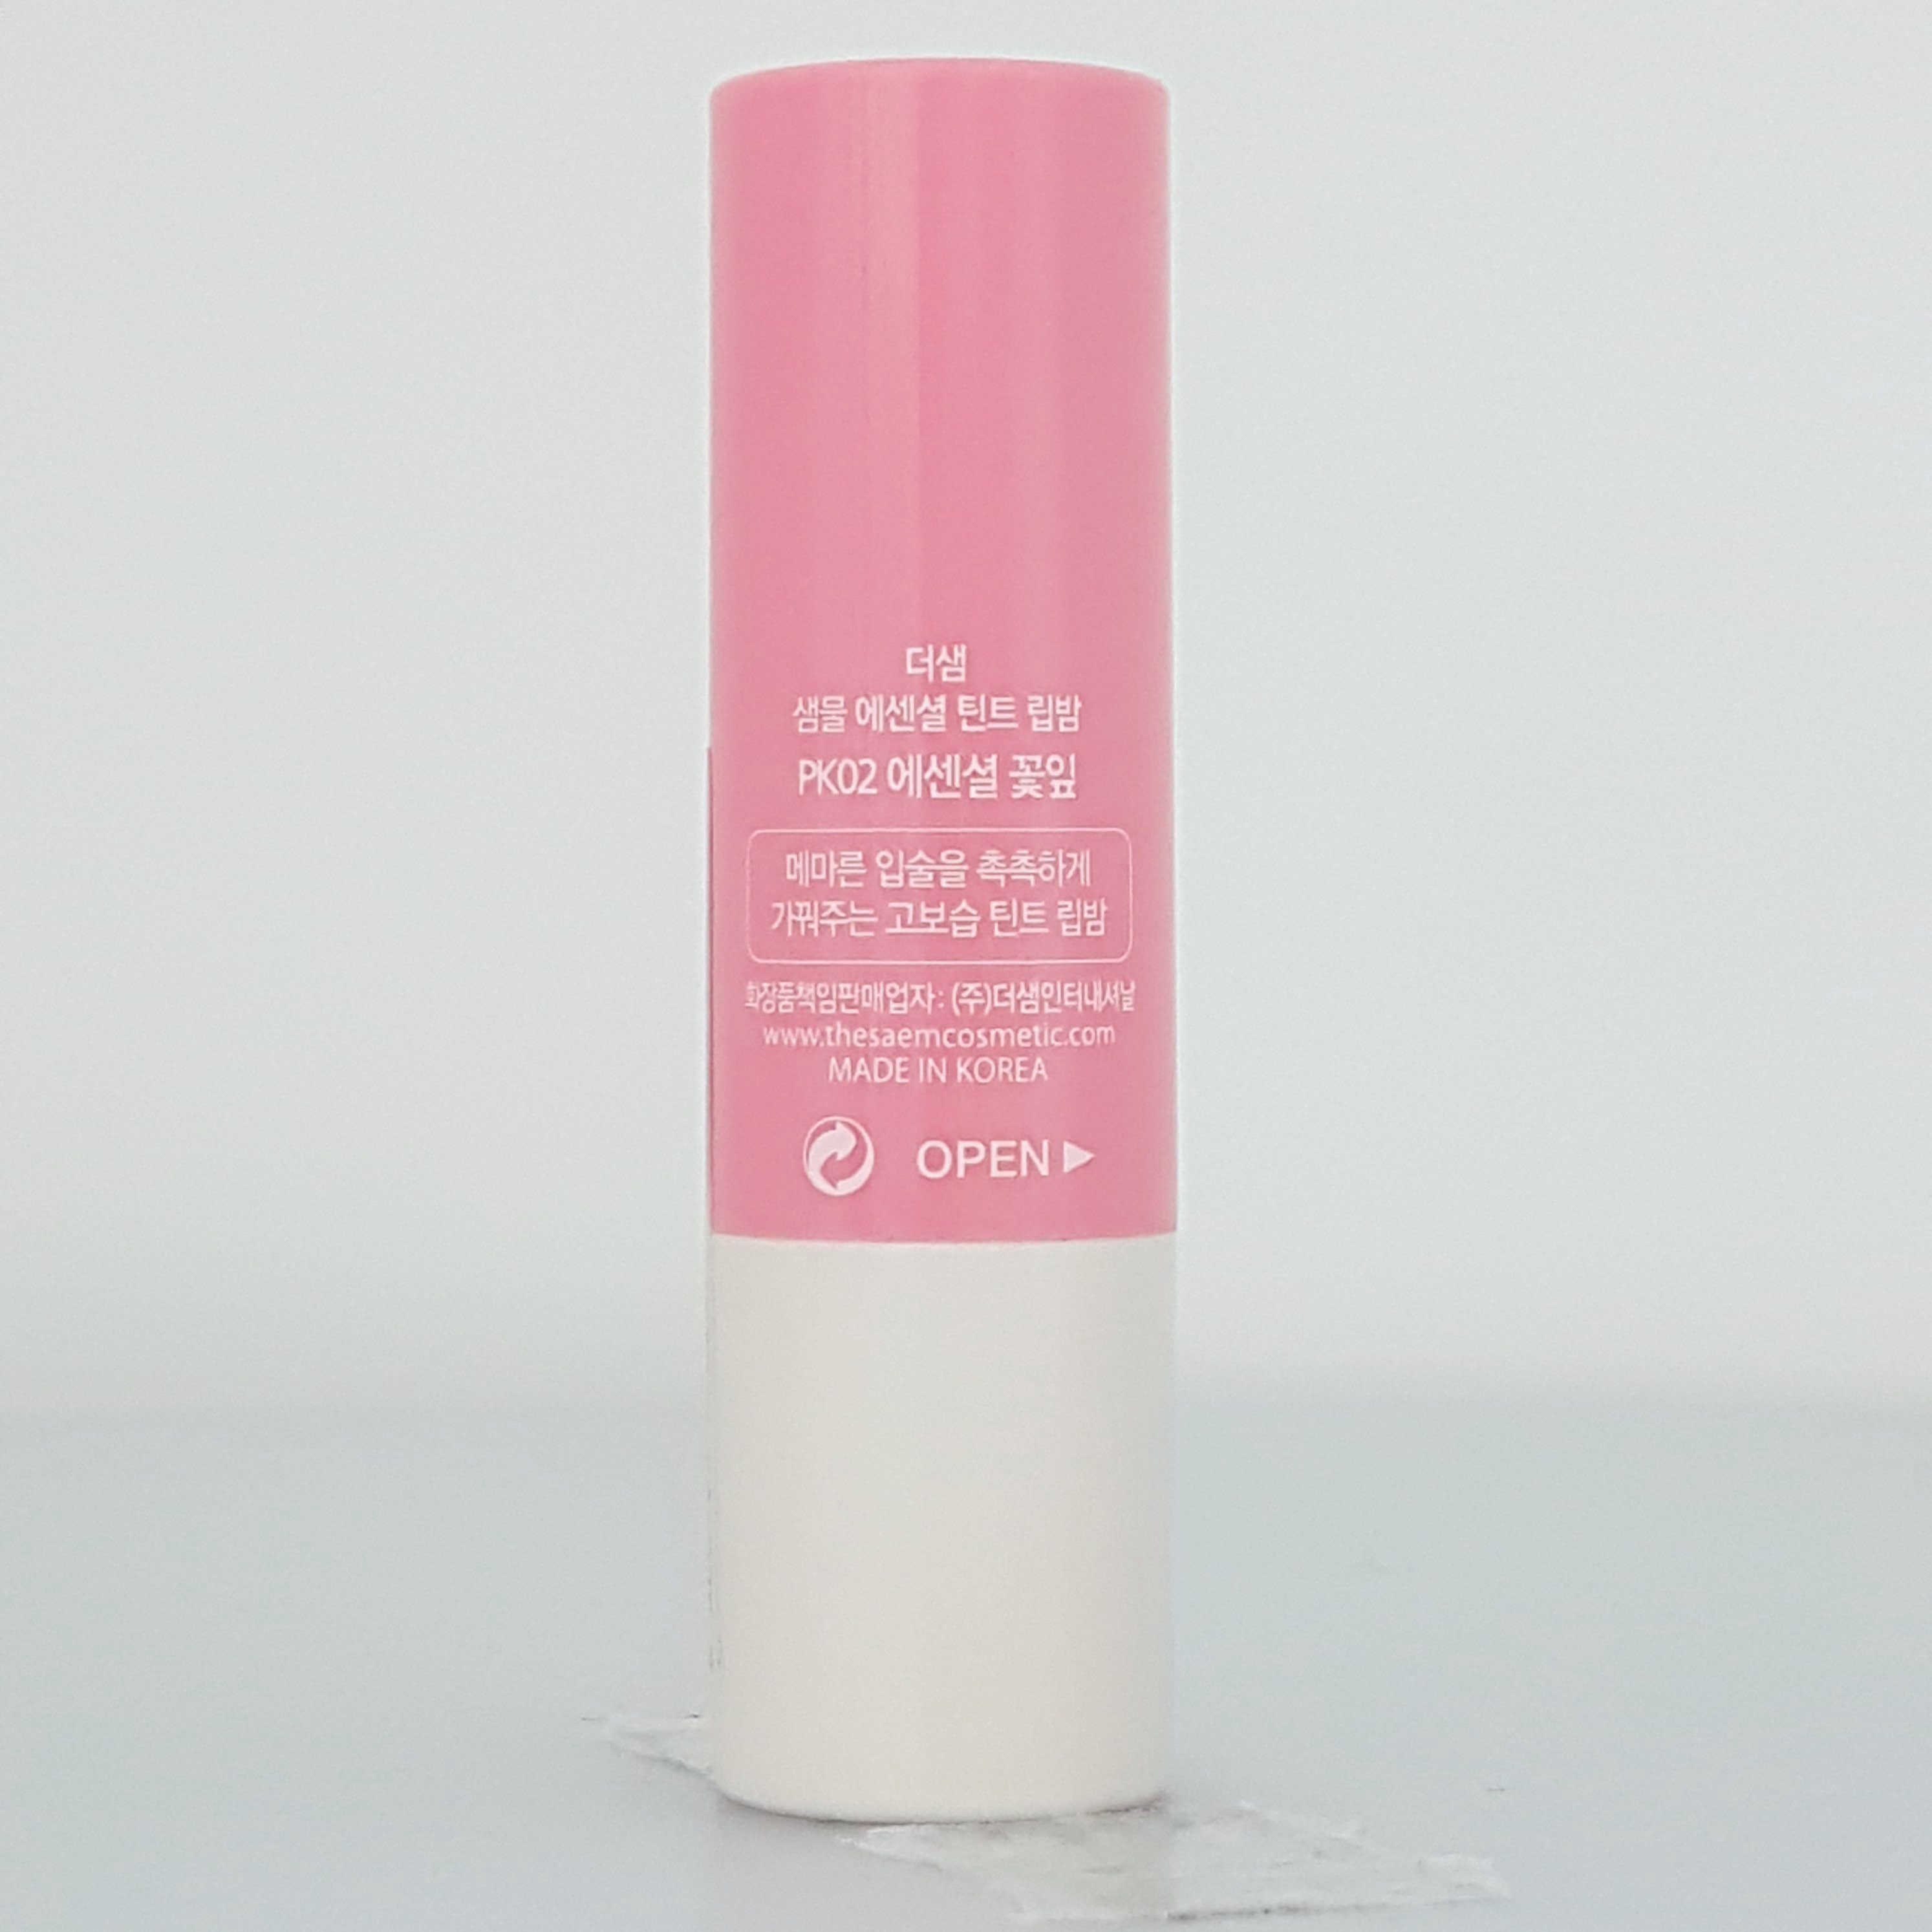 더샘
샘물 에센셜 틴트 립밤
PK02 에센셜 꽃잎
메마른 입술을 촉촉하게
가꿔주는 고보습 틴트 립밤
화장품책임판매업자 : (주)더샘인터내셔날
www.thesaemcosmetic.com
MADE IN KOREA
OPEN ▶